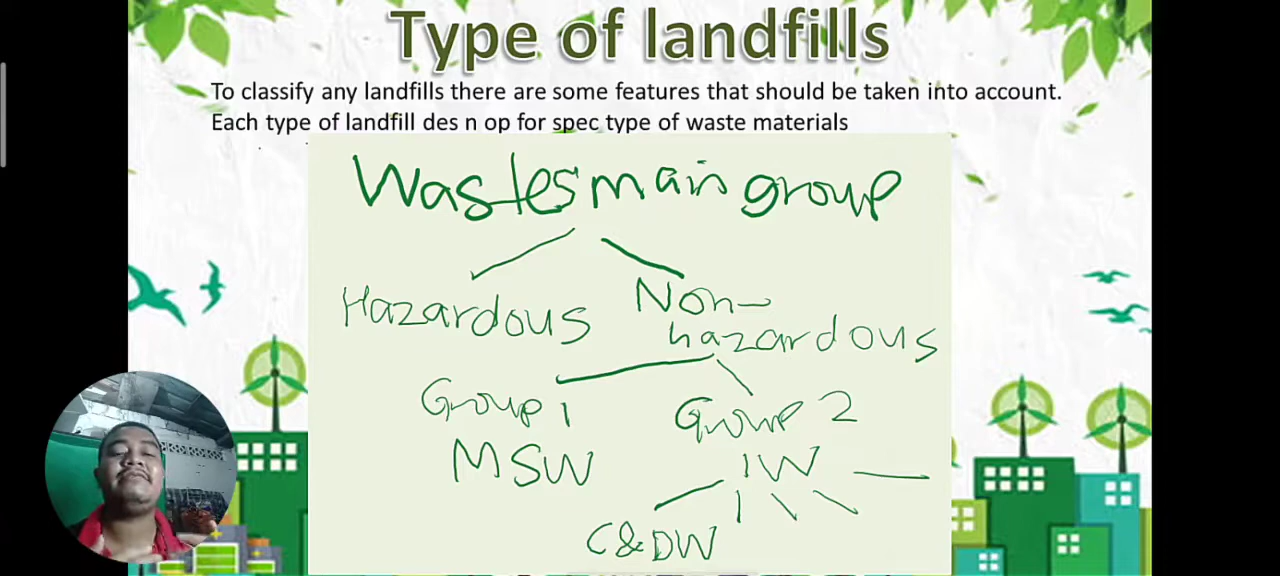 Type of landfills
To classify any landfills there are some features that should be taken into account.
Each type of landfill des n op for spec type of waste materials
Wastes main group
Hazardous
Non-
hazardous
Group 1
Group 2
MSW
IW
C&DW